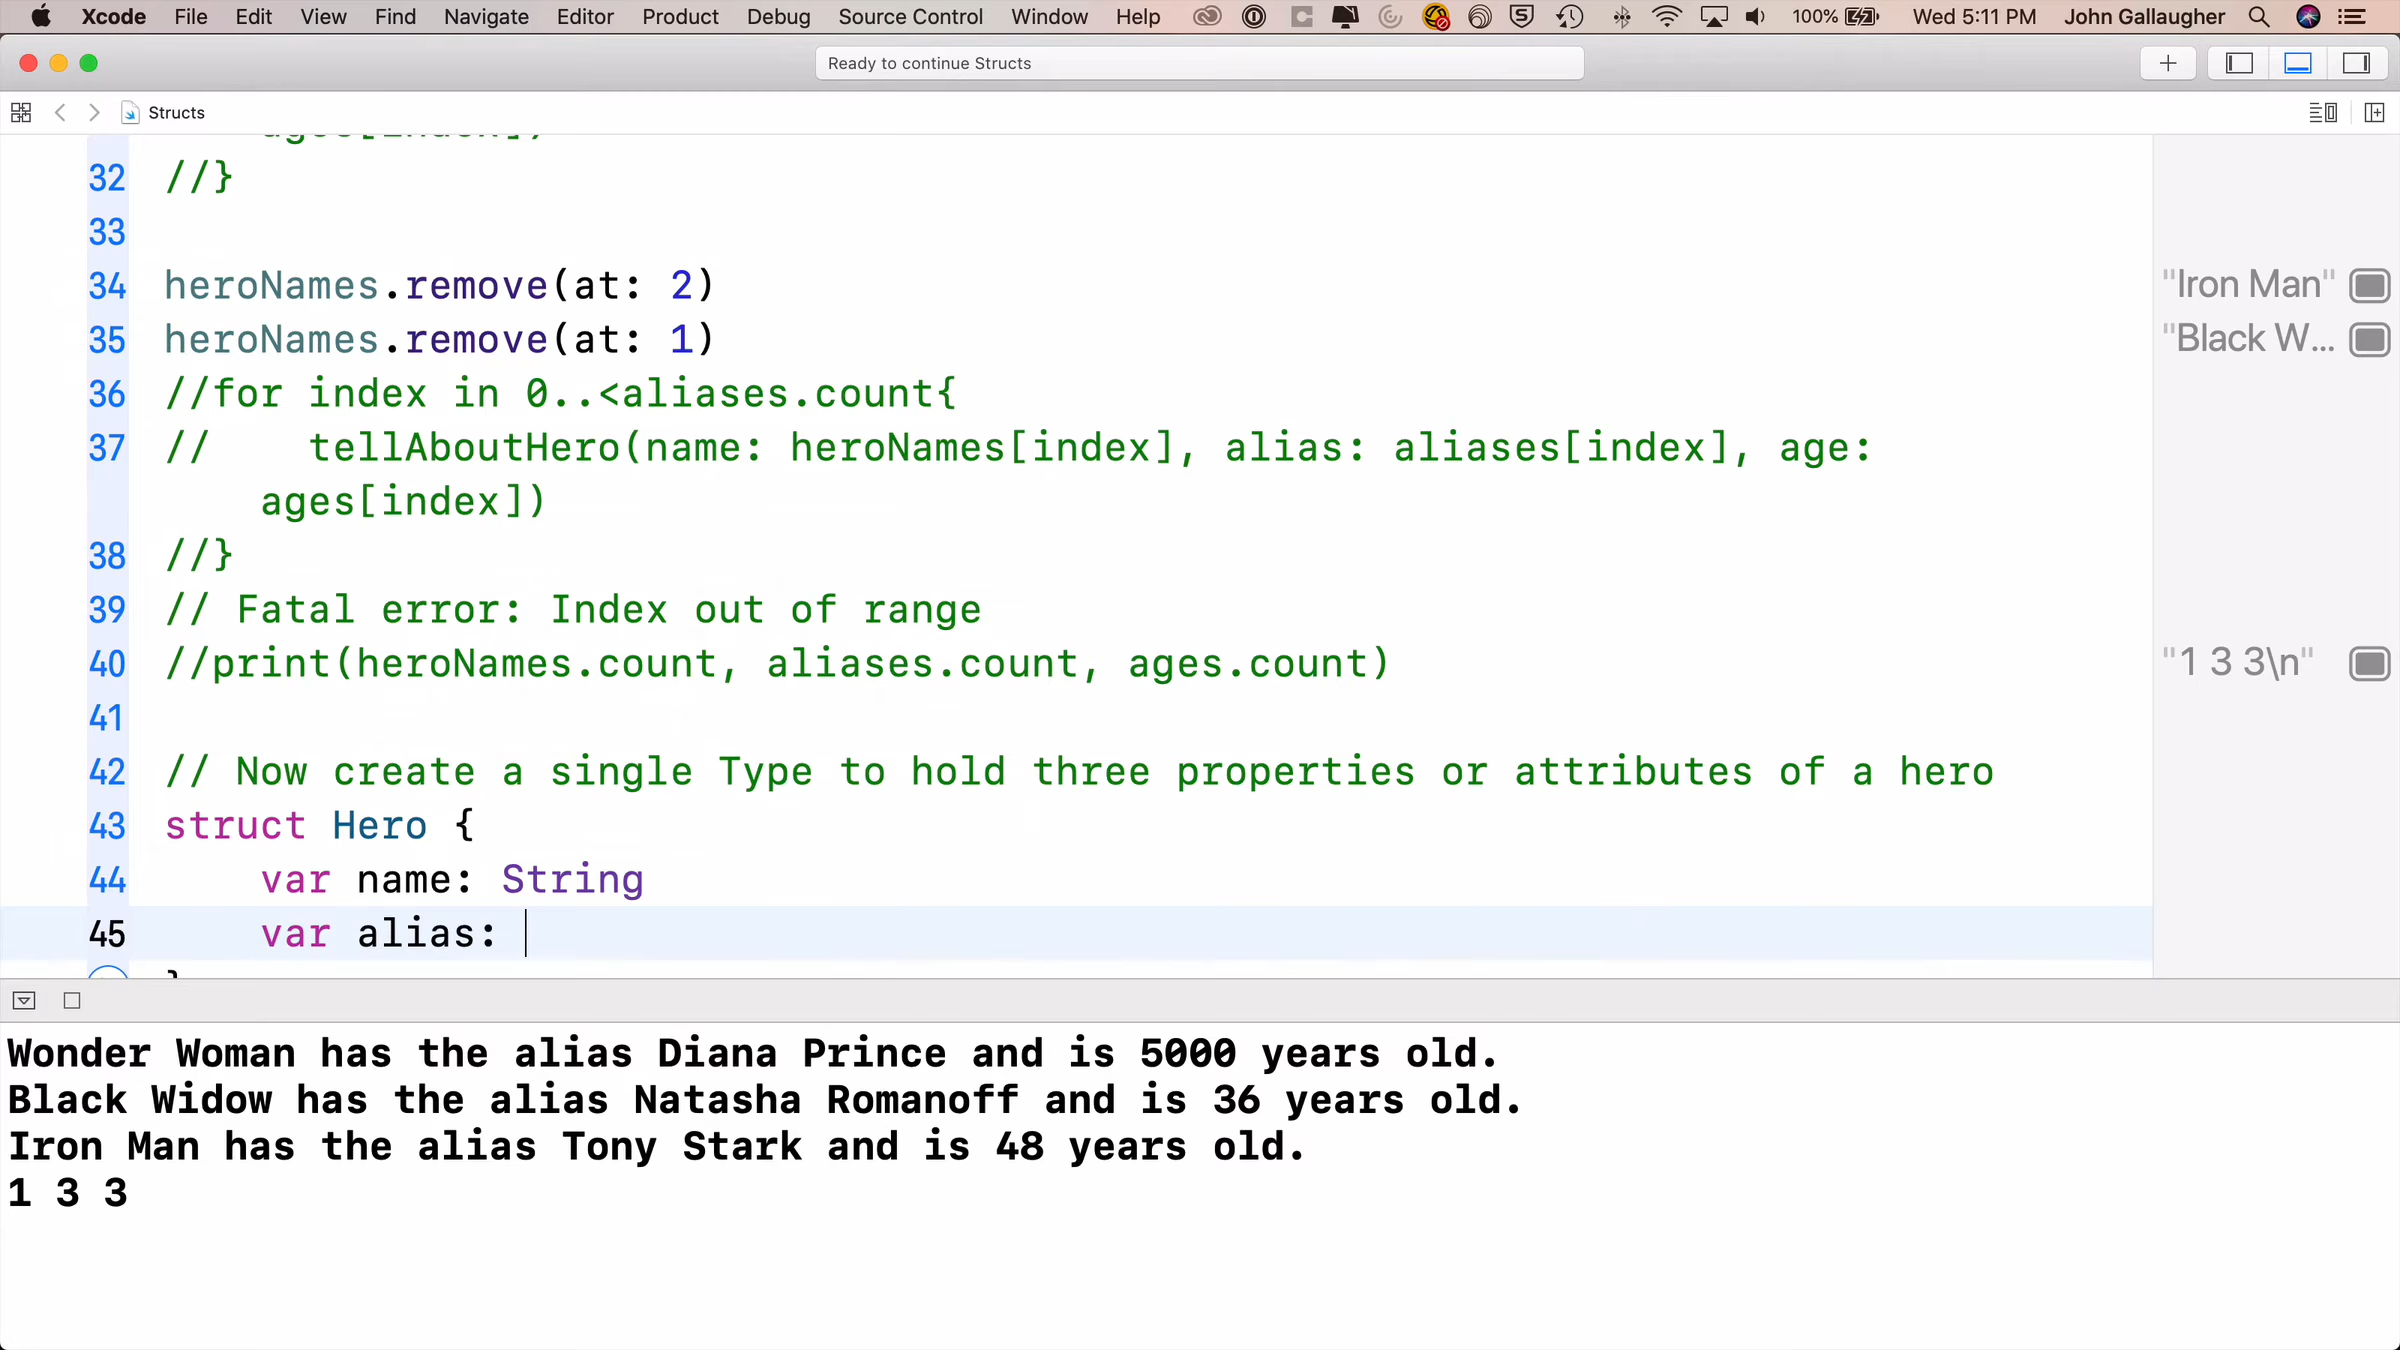 Xcode File Edit View Find Navigate Editor Product Debug Source Control Window Help 100% Wed 5:11 PM John Gallaugher
Ready to continue Structs
Structs
ages[index])
32 //}
33
34 heroNames.remove(at: 2) "Iron Man"
35 heroNames.remove(at: 1) "Black W...
36 //for index in 0..<aliases.count{
37 //    tellAboutHero(name: heroNames[index], alias: aliases[index], age:
ages[index])
38 //}
39 // Fatal error: Index out of range
40 //print(heroNames.count, aliases.count, ages.count) "1 3 3\n"
41
42 // Now create a single Type to hold three properties or attributes of a hero
43 struct Hero {
44     var name: String
45     var alias:
}
Wonder Woman has the alias Diana Prince and is 5000 years old.
Black Widow has the alias Natasha Romanoff and is 36 years old.
Iron Man has the alias Tony Stark and is 48 years old.
1 3 3